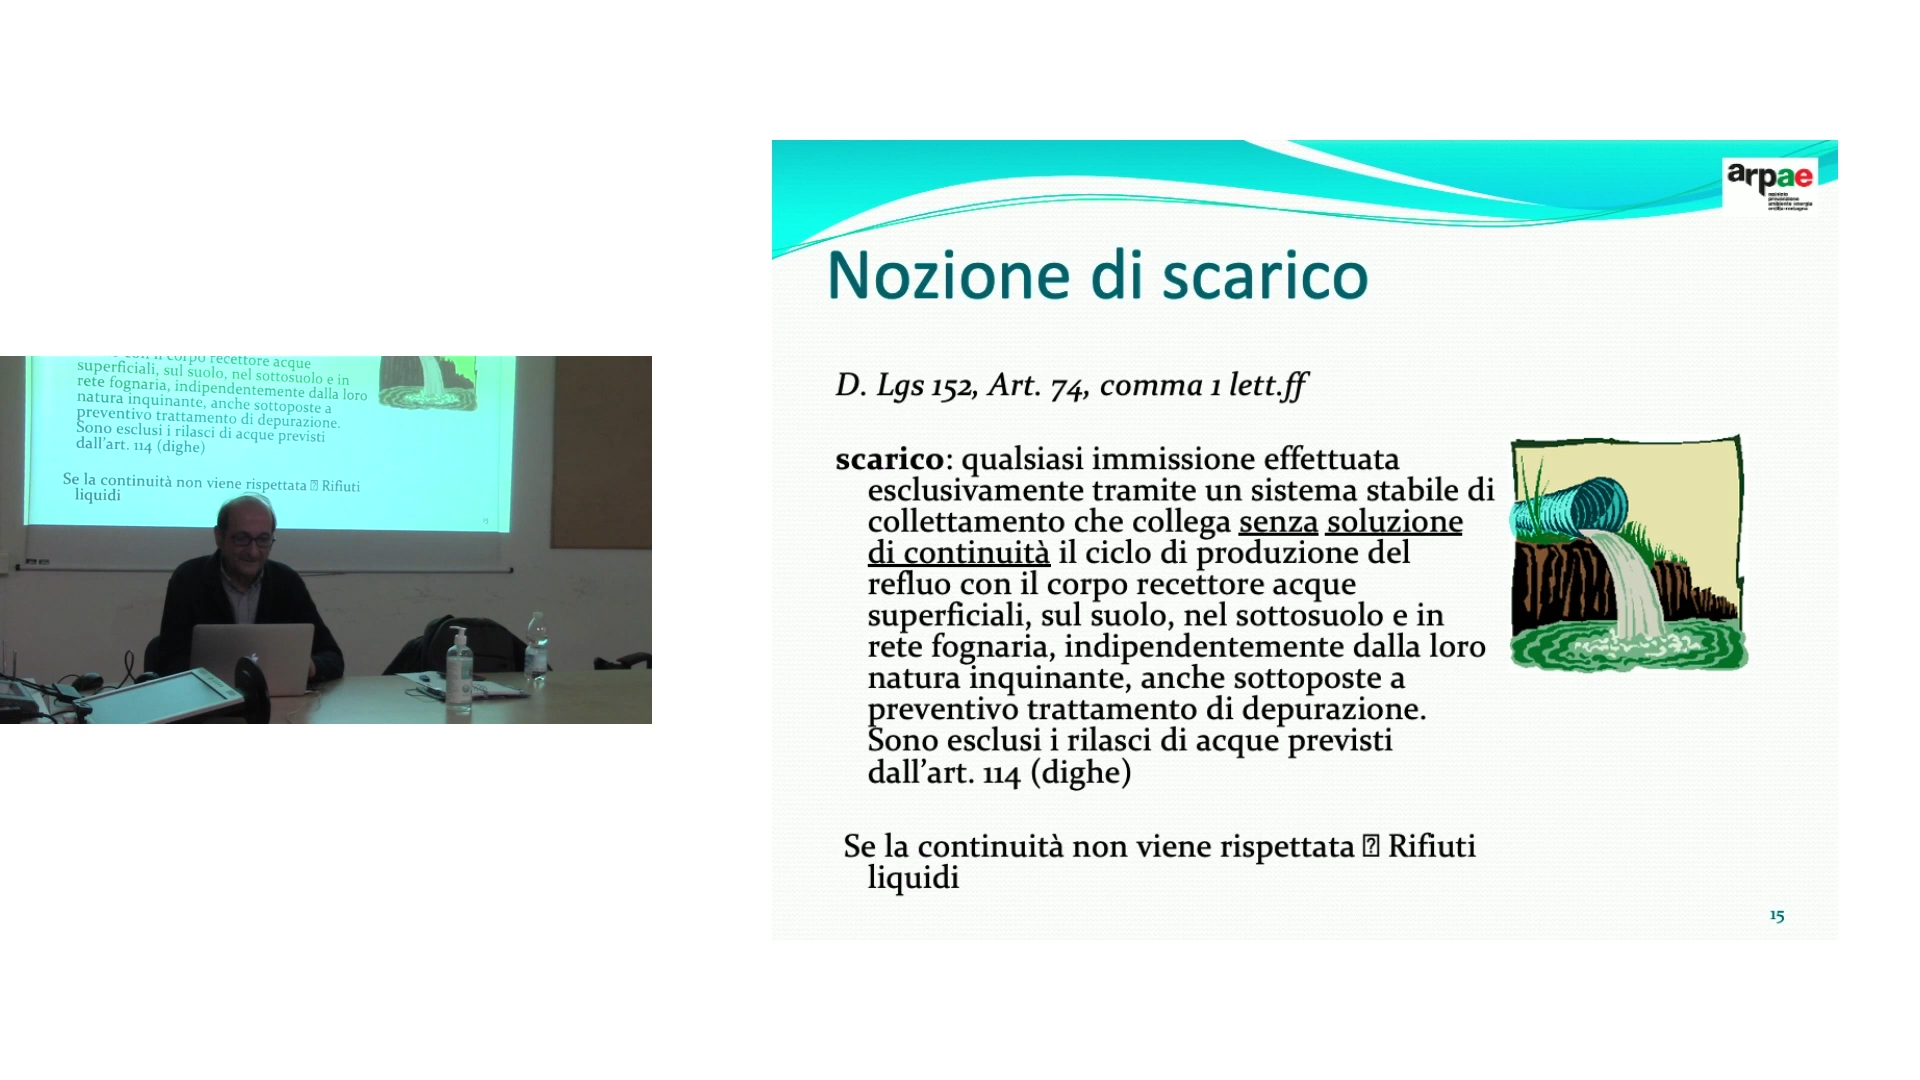 con il corpo recettore acque
superficiali, sul suolo, nel sottosuolo e in
rete fognaria, indipendentemente dalla loro
natura inquinante, anche sottoposte a
preventivo trattamento di depurazione.
Sono esclusi i rilasci di acque previsti
dall'art. 114 (dighe)
Se la continuità non viene rispettata ⍰ Rifiuti
liquidi
15
arpae
Nozione di scarico
D. Lgs 152, Art. 74, comma 1 lett.ff
scarico: qualsiasi immissione effettuata
esclusivamente tramite un sistema stabile di
collettamento che collega senza soluzione
di continuità il ciclo di produzione del
refluo con il corpo recettore acque
superficiali, sul suolo, nel sottosuolo e in
rete fognaria, indipendentemente dalla loro
natura inquinante, anche sottoposte a
preventivo trattamento di depurazione.
Sono esclusi i rilasci di acque previsti
dall’art. 114 (dighe)
Se la continuità non viene rispettata ⍰ Rifiuti
liquidi
15